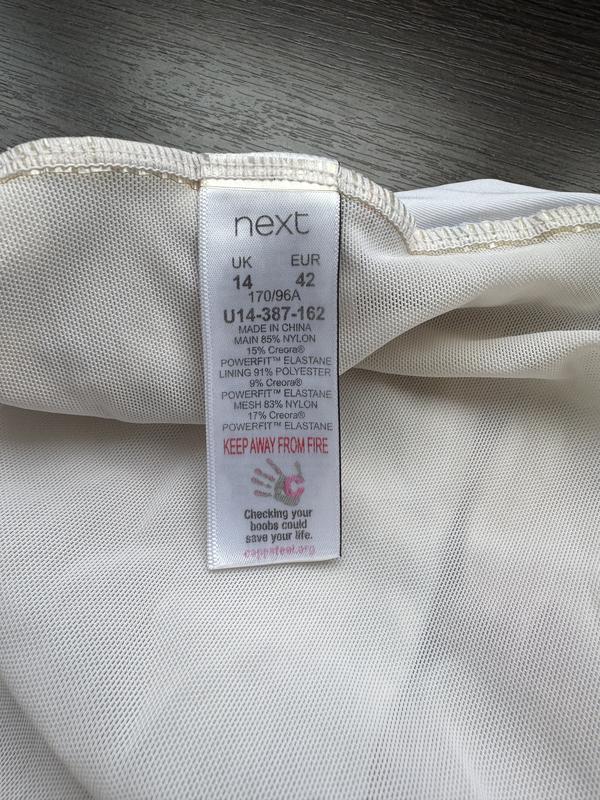 next
UK EUR
14 42
170/96A
U14-387-162
MADE IN CHINA
MAIN 85% NYLON
15% Creora®
POWERFIT™ ELASTANE
LINING 91% POLYESTER
9% Creora®
POWERFIT™ ELASTANE
MESH 83% NYLON
17% Creora®
POWERFIT™ ELASTANE
KEEP AWAY FROM FIRE
Checking your
boobs could
save your life.